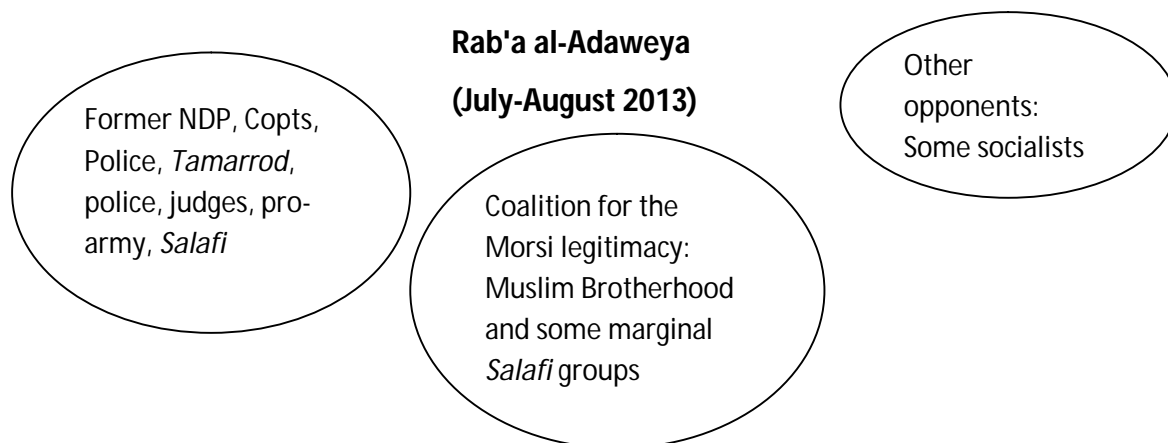 Rab'a al-Adaweya
(July-August 2013)
Former NDP, Copts,
Police, Tamarrod,
police, judges, pro-
army, Salafi
Coalition for the
Morsi legitimacy:
Muslim Brotherhood
and some marginal
Salafi groups
Other
opponents:
Some socialists